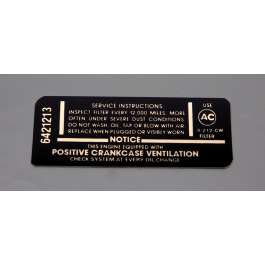 6421213
SERVICE INSTRUCTIONS
INSPECT FILTER EVERY 12,000 MILES. MORE
OFTEN UNDER SEVERE DUST CONDITIONS
DO NOT WASH, OIL, TAP OR BLOW WITH AIR
REPLACE WHEN PLUGGED OR VISIBLY WORN
NOTICE
THIS ENGINE EQUIPPED WITH
POSITIVE CRANKCASE VENTILATION
CHECK SYSTEM AT EVERY OIL CHANGE
USE
AC
FILTER